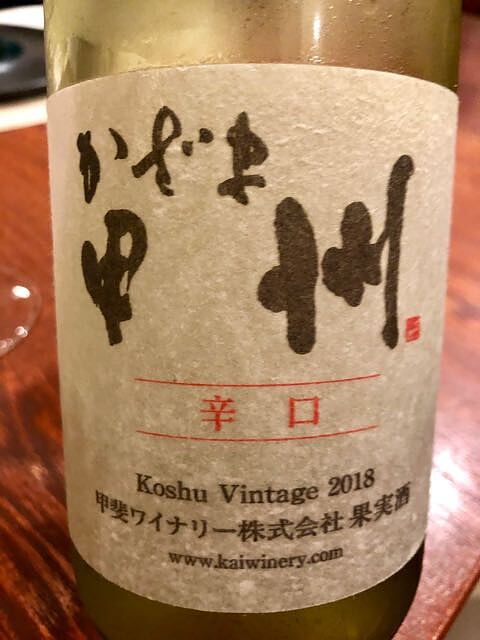 かざま
甲州
辛口
Koshu Vintage 2018
甲斐ワイナリー株式会社 果実酒
www.kaiwinery.com